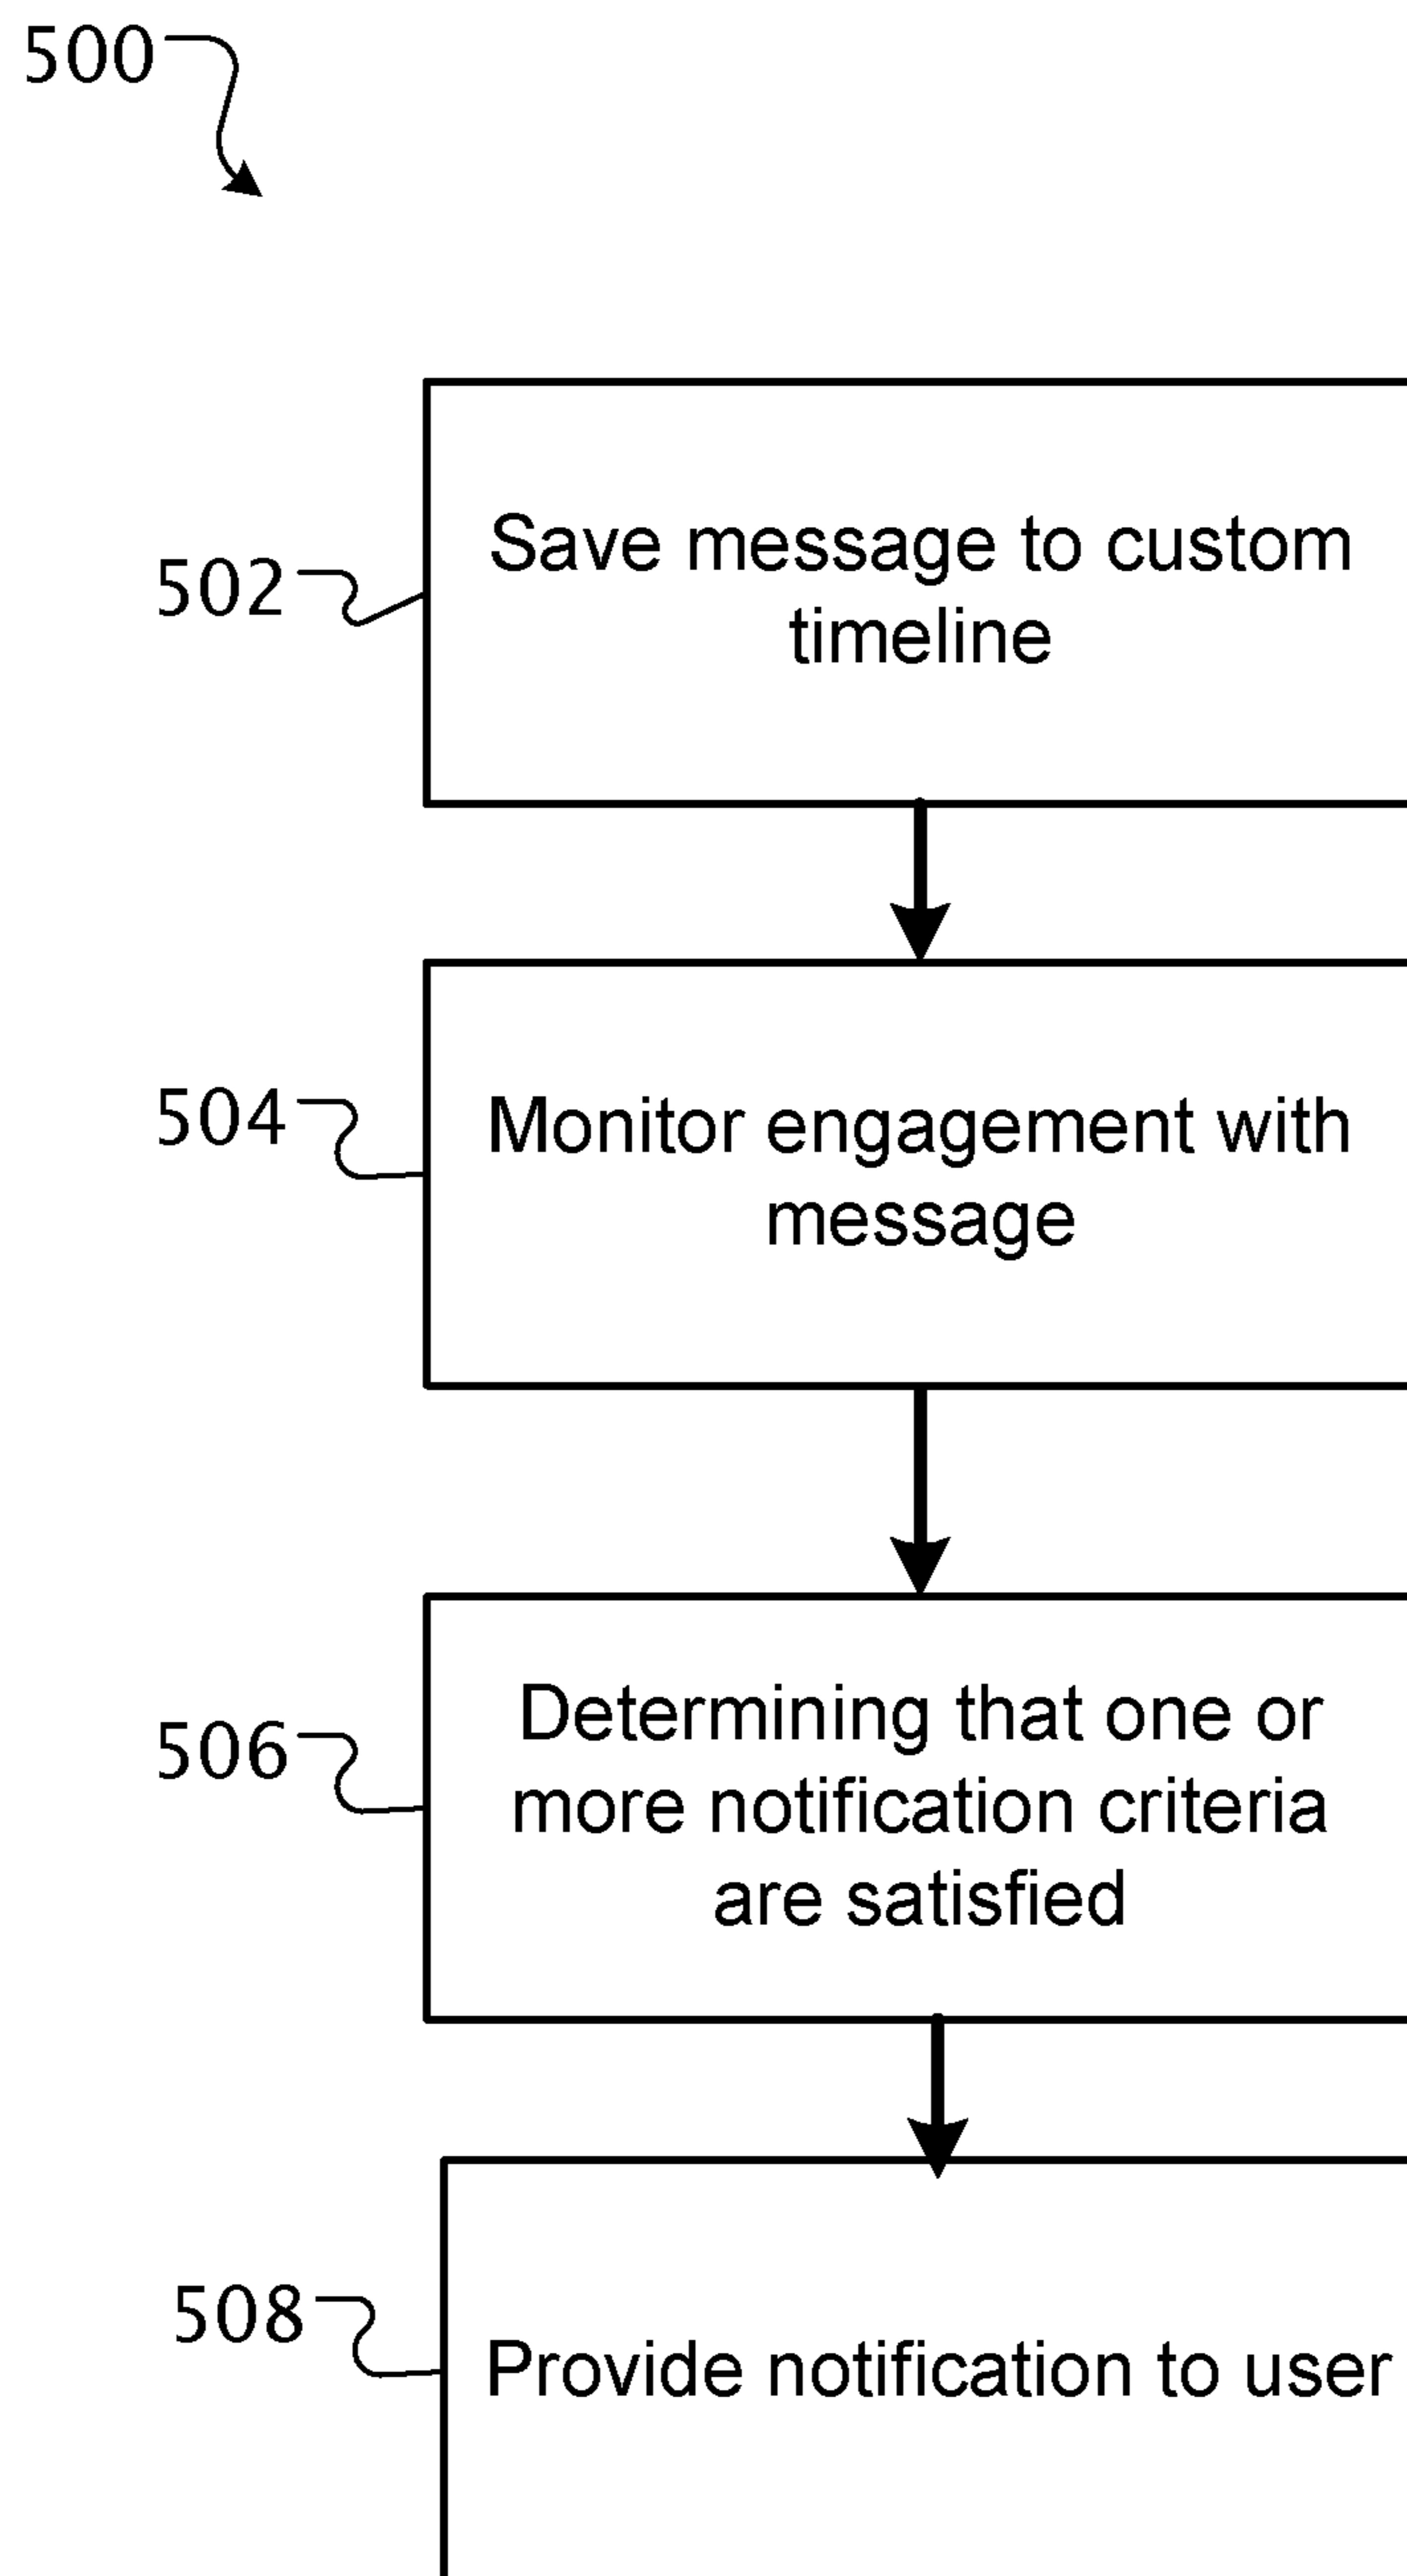 500
502
Save message to custom
timeline
504
Monitor engagement with
message
506
Determining that one or
more notification criteria
are satisfied
508
Provide notification to user